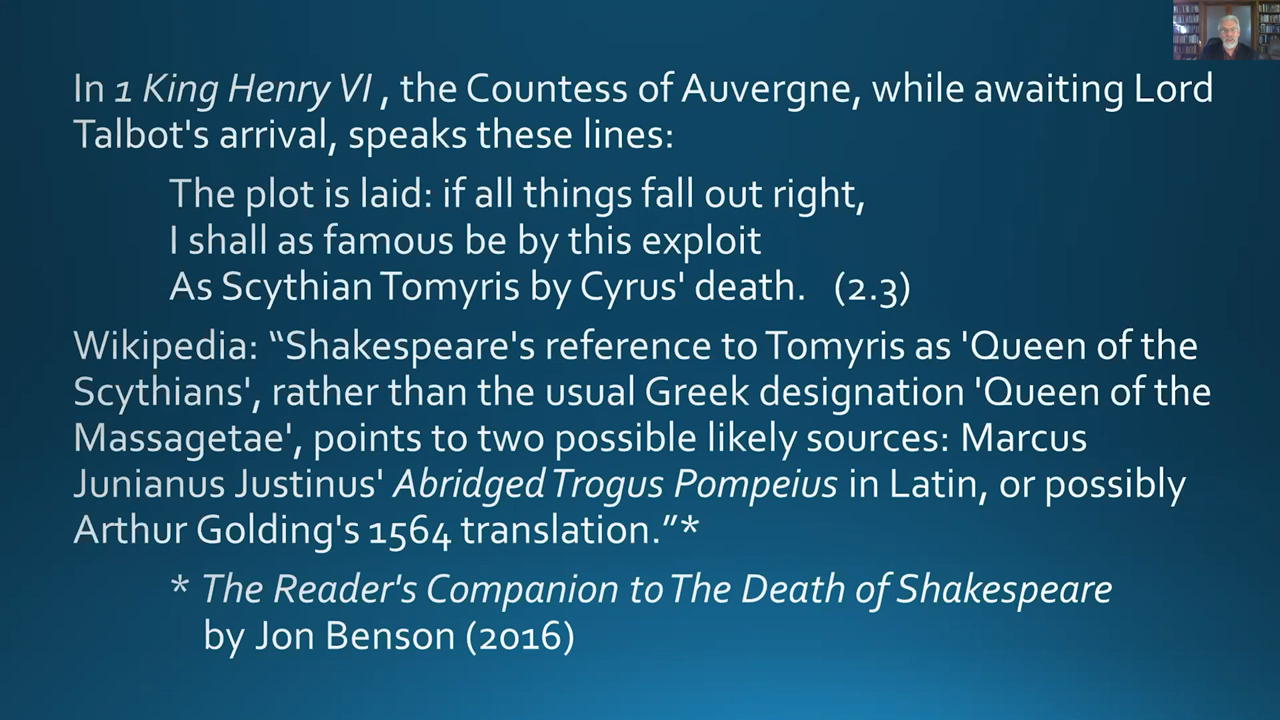 In 1 King Henry VI , the Countess of Auvergne, while awaiting Lord
Talbot's arrival, speaks these lines:
The plot is laid: if all things fall out right,
I shall as famous be by this exploit
As Scythian Tomyris by Cyrus' death. (2.3)
Wikipedia: “Shakespeare's reference to Tomyris as 'Queen of the
Scythians', rather than the usual Greek designation 'Queen of the
Massagetae', points to two possible likely sources: Marcus
Junianus Justinus' Abridged Trogus Pompeius in Latin, or possibly
Arthur Golding's 1564 translation.”*
* The Reader's Companion to The Death of Shakespeare
by Jon Benson (2016)